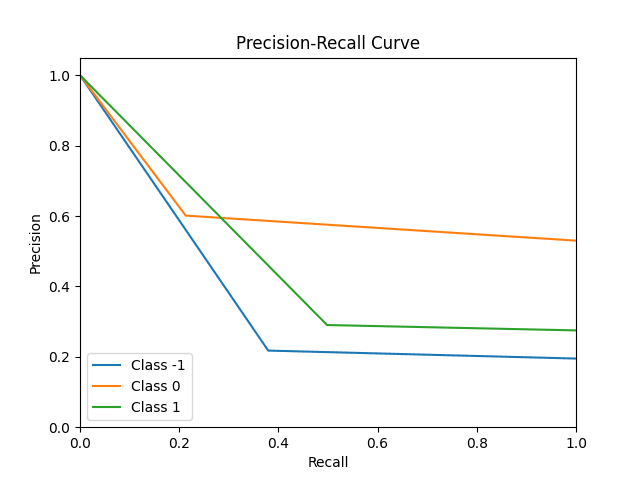 Precision-Recall Curve
Precision
1.0
0.8
0.6
0.4
0.2
0.0
Class -1
Class 0
Class 1
0.0 0.2 0.4 0.6 0.8 1.0
Recall